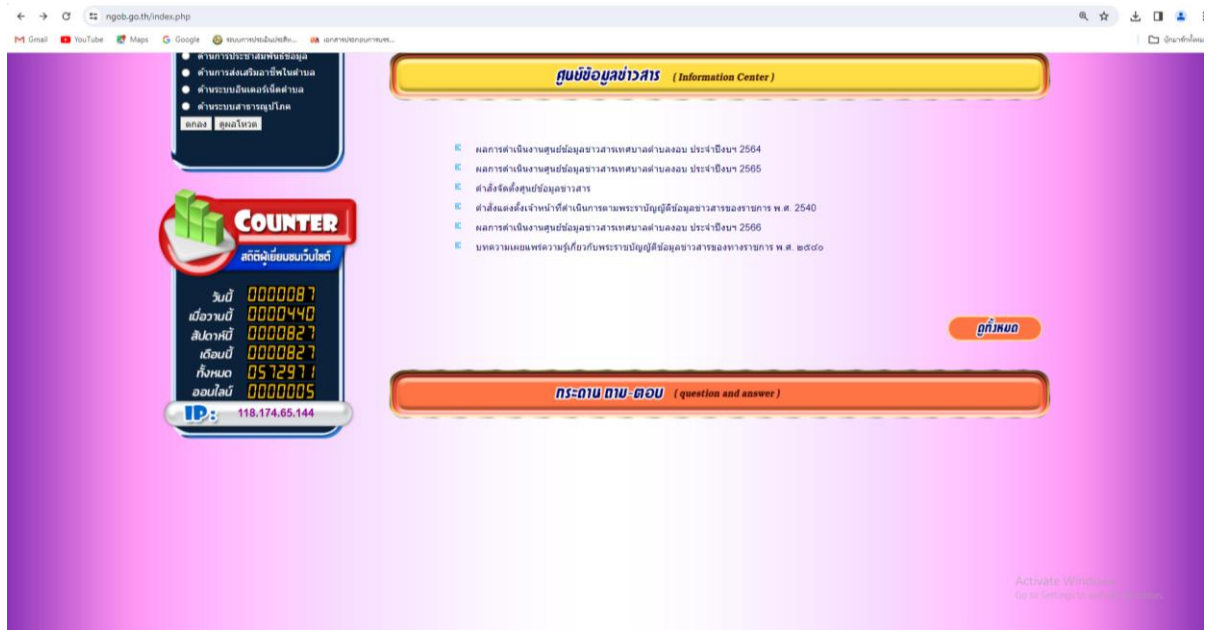 ngob.go.th/index.php
Gmail YouTube Maps Google
ด้านการประชาสัมพันธ์ข้อมูล
ด้านการส่งเสริมอาชีพในตำบล
ด้านระบบอินเตอร์เน็ตตำบล
ด้านระบบสาธารณูปโภค
ตกลง ดูผลโหวต
COUNTER
สถิติผู้เยี่ยมชมเว็บไซต์
วันนี้ 0000087
เมื่อวานนี้ 0000440
สัปดาห์นี้ 0000827
เดือนนี้ 0000827
ทั้งหมด 0572971
ออนไลน์ 0000005
IP: 118.174.65.144
ศูนย์ข้อมูลข่าวสาร (Information Center)
ผลการดำเนินงานศูนย์ข้อมูลข่าวสารเทศบาลตำบลงอบ ประจำปีงบฯ 2564
ผลการดำเนินงานศูนย์ข้อมูลข่าวสารเทศบาลตำบลงอบ ประจำปีงบฯ 2565
คำสั่งจัดตั้งศูนย์ข้อมูลข่าวสาร
คำสั่งแต่งตั้งเจ้าหน้าที่ดำเนินการตามพระราบัญญัติข้อมูลข่าวสารของราชการ พ.ศ. 2540
ผลการดำเนินงานศูนย์ข้อมูลข่าวสารเทศบาลตำบลงอบ ประจำปีงบฯ 2566
บทความเผยแพร่ความรู้เกี่ยวกับพระราชบัญญัติข้อมูลข่าวสารของทางราชการ พ.ศ. ๒๕๔๐
ดูทั้งหมด
กระดาน ถาม-ตอบ (question and answer)
Activate Windows
Go to Settings to